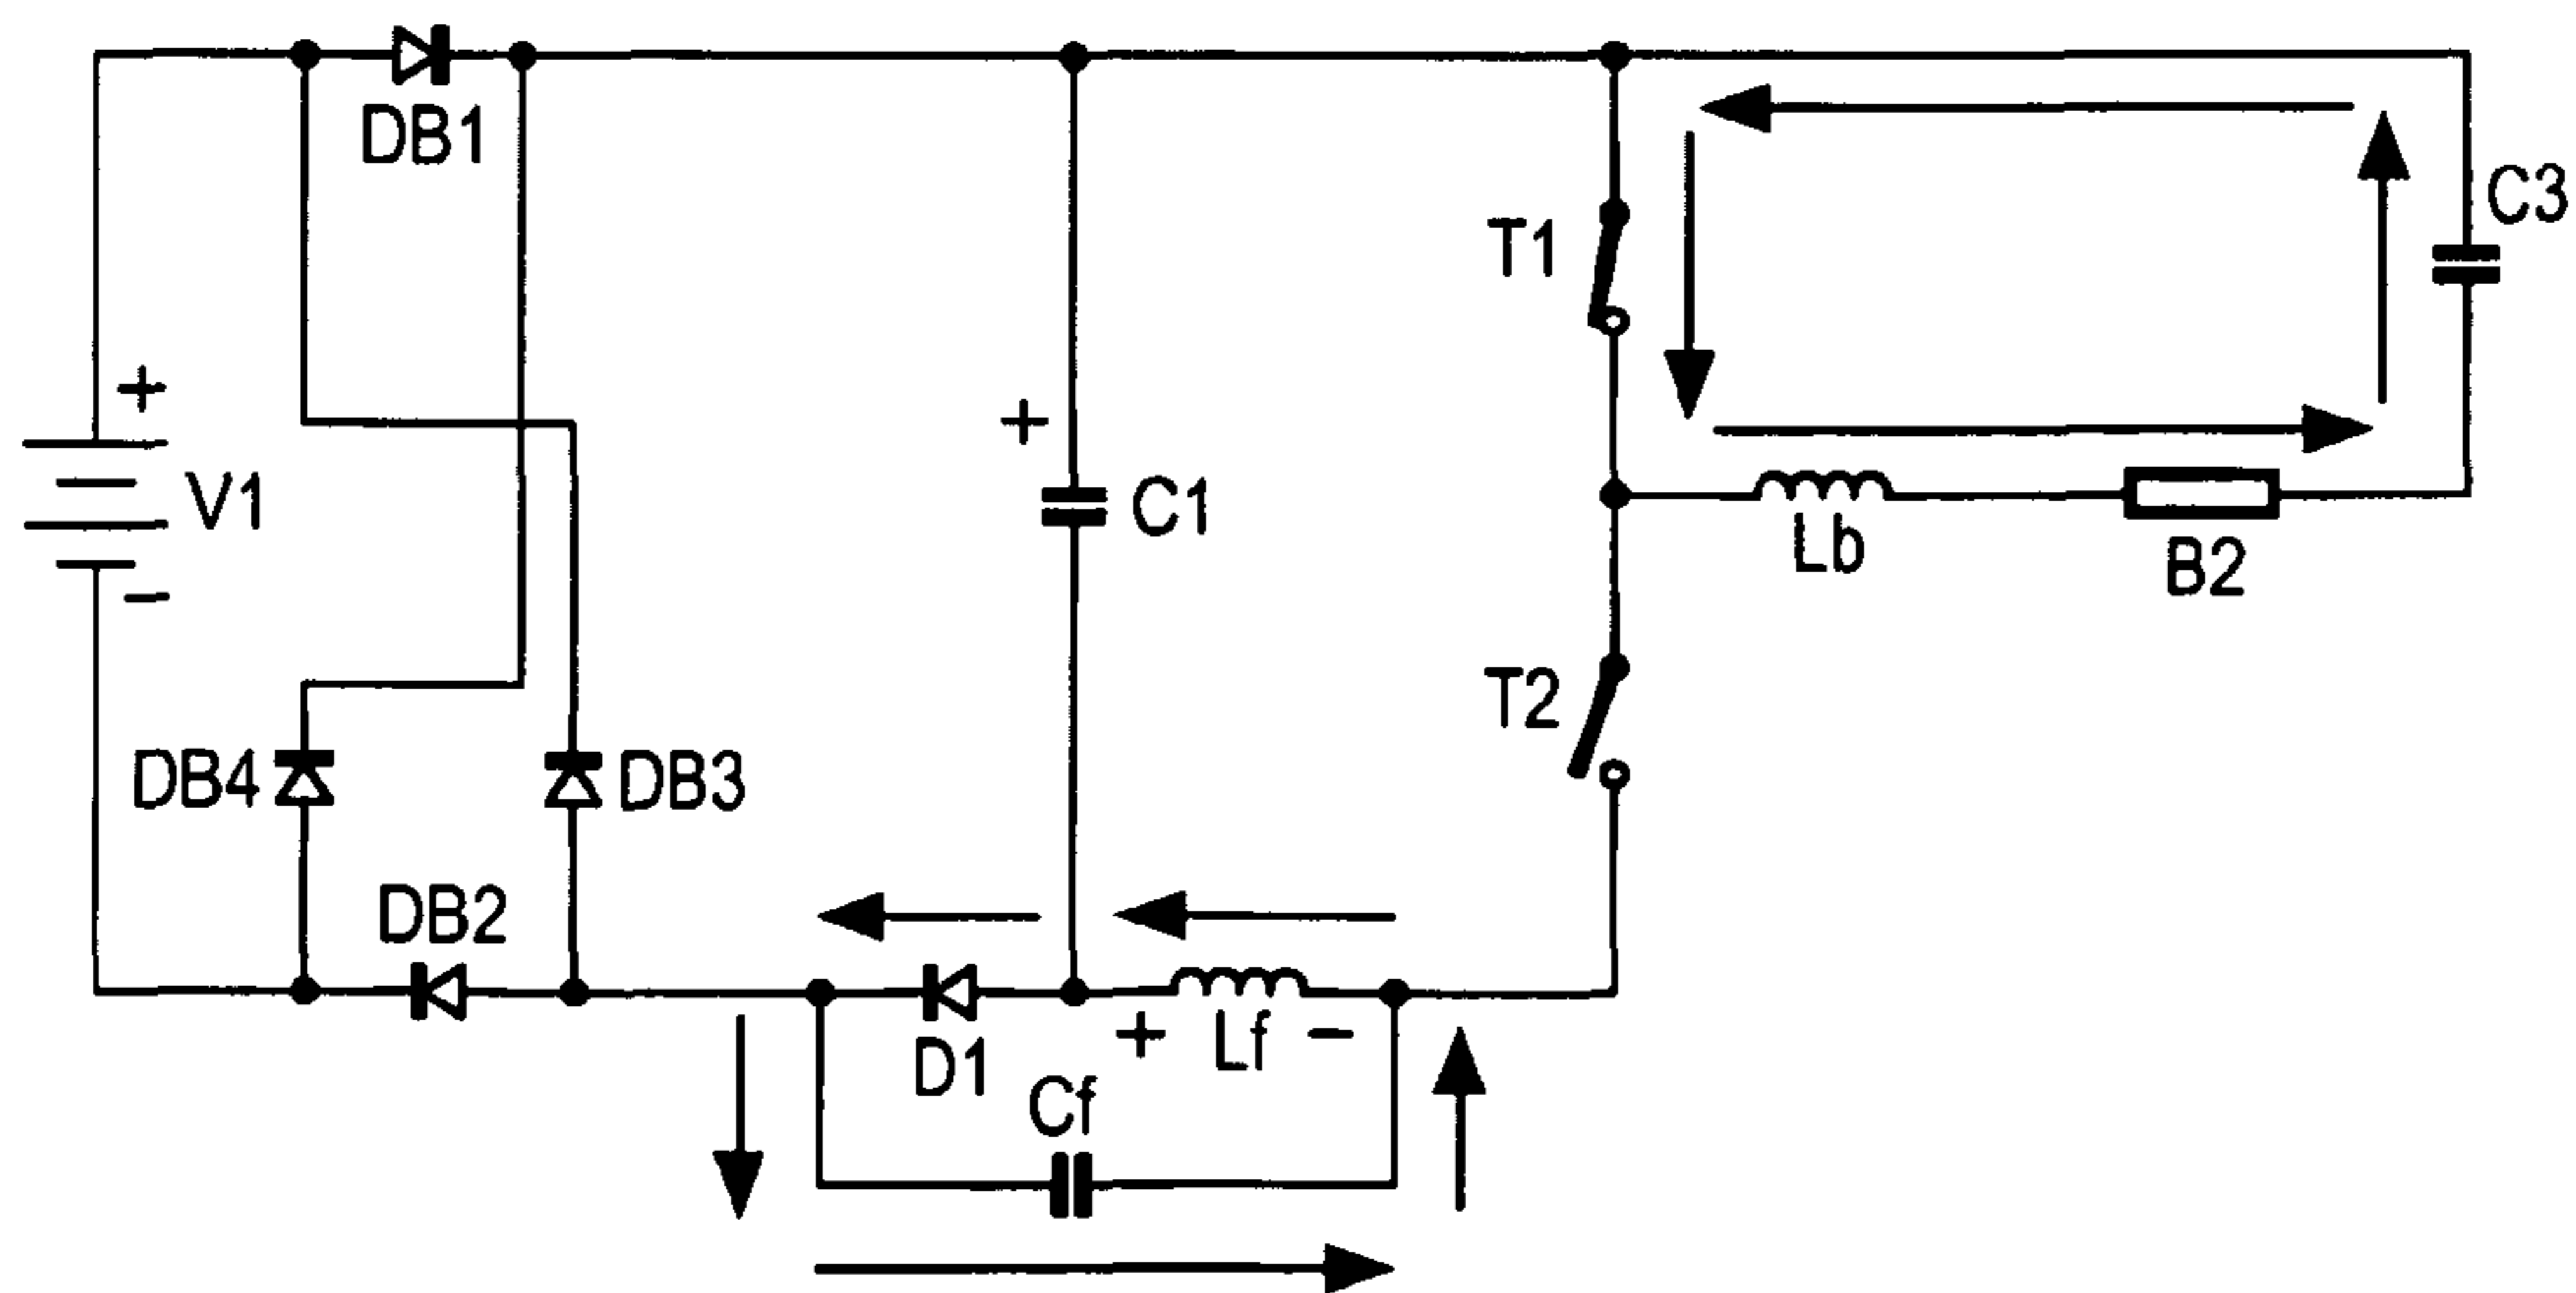 DB1
C3
T1
+
+
V1
C1
Lb
B2
−
T2
DB4
DB3
DB2
D1
+
Lf
−
Cf